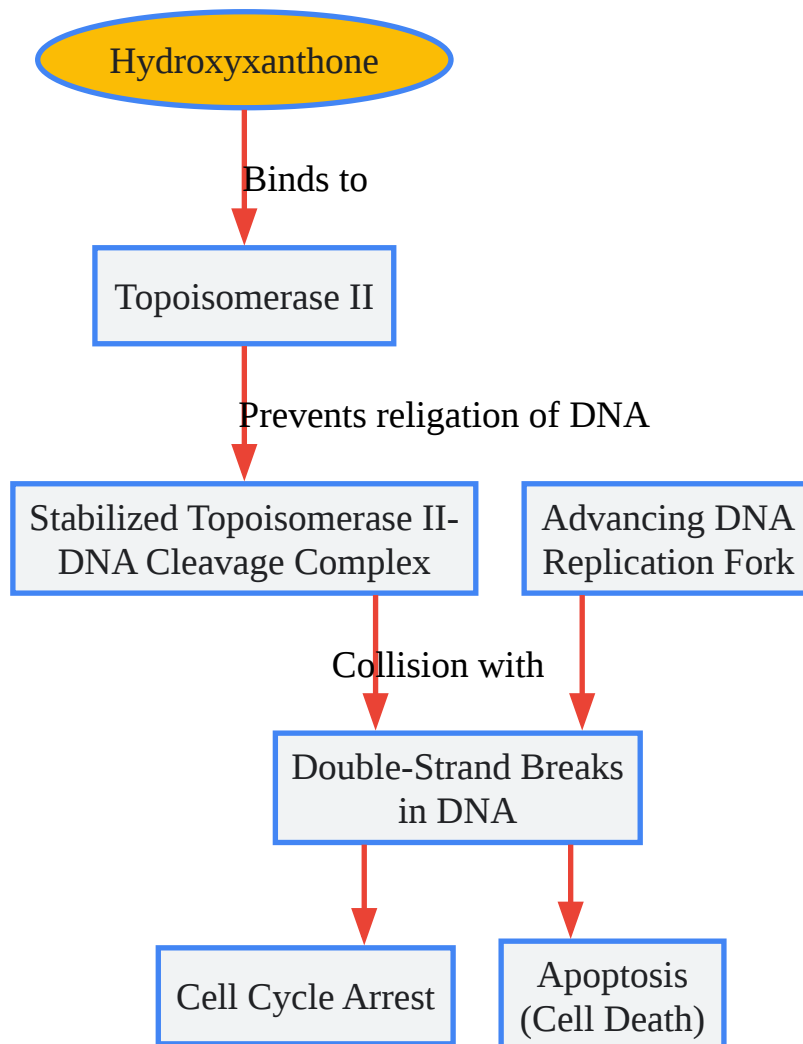 Hydroxyxanthone
Binds to
Topoisomerase II
Prevents religation of DNA
Stabilized Topoisomerase II-
DNA Cleavage Complex
Advancing DNA
Replication Fork
Collision with
Double-Strand Breaks
in DNA
Cell Cycle Arrest
Apoptosis
(Cell Death)